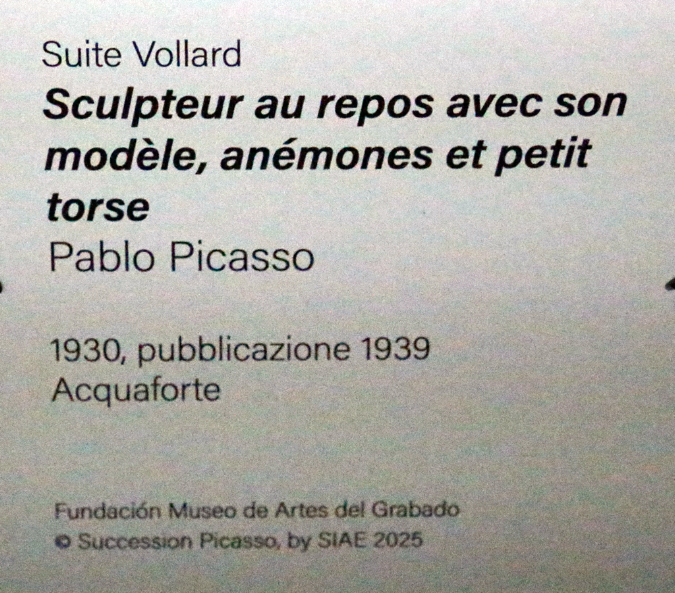 Suite Vollard
Sculpteur au repos avec son
modèle, anémones et petit
torse
Pablo Picasso
1930, pubblicazione 1939
Acquaforte
Fundación Museo de Artes del Grabado
© Succession Picasso, by SIAE 2025